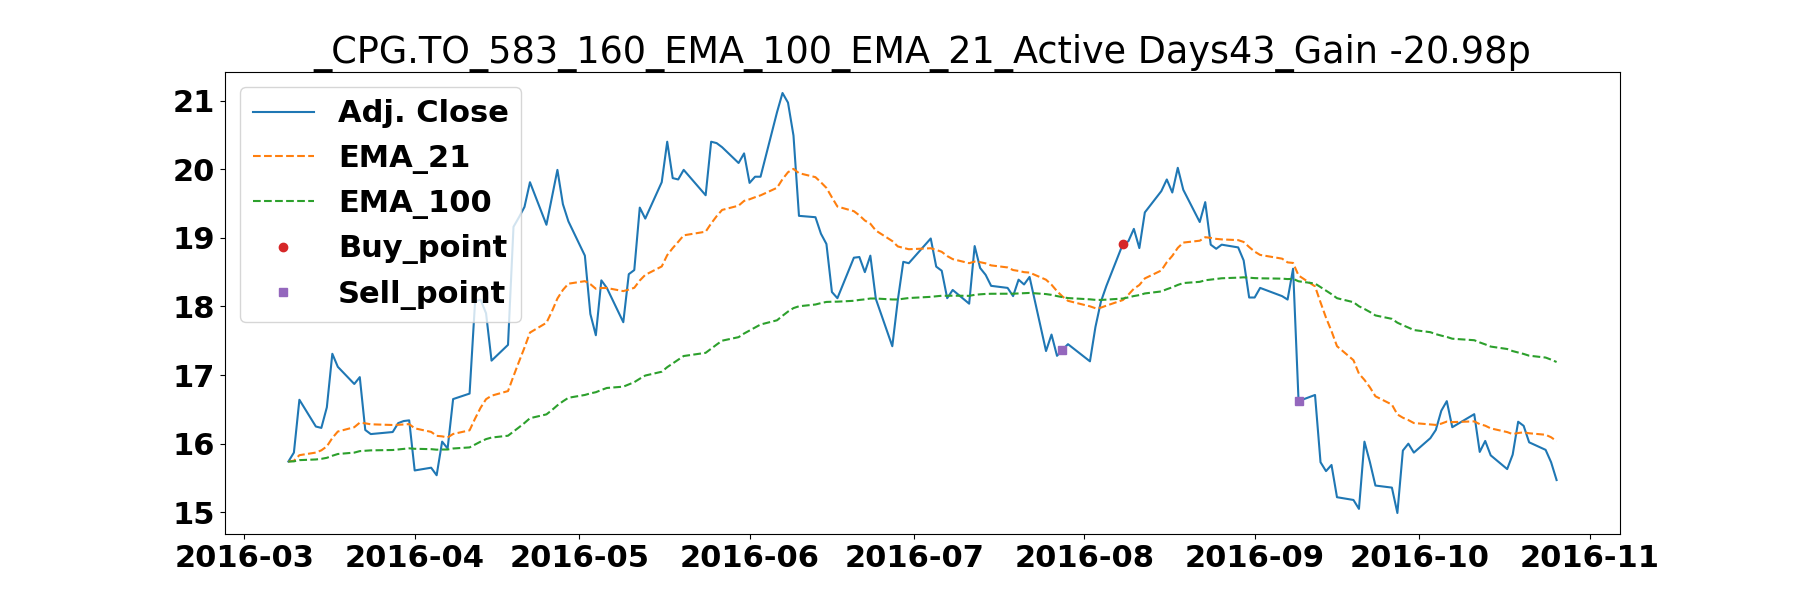 _CPG.TO_583_160_EMA_100_EMA_21_Active Days43_Gain -20.98p
21
20
19
18
17
16
15
Adj. Close
EMA_21
EMA_100
Buy_point
Sell_point
2016-03 2016-04 2016-05 2016-06 2016-07 2016-08 2016-09 2016-10 2016-11